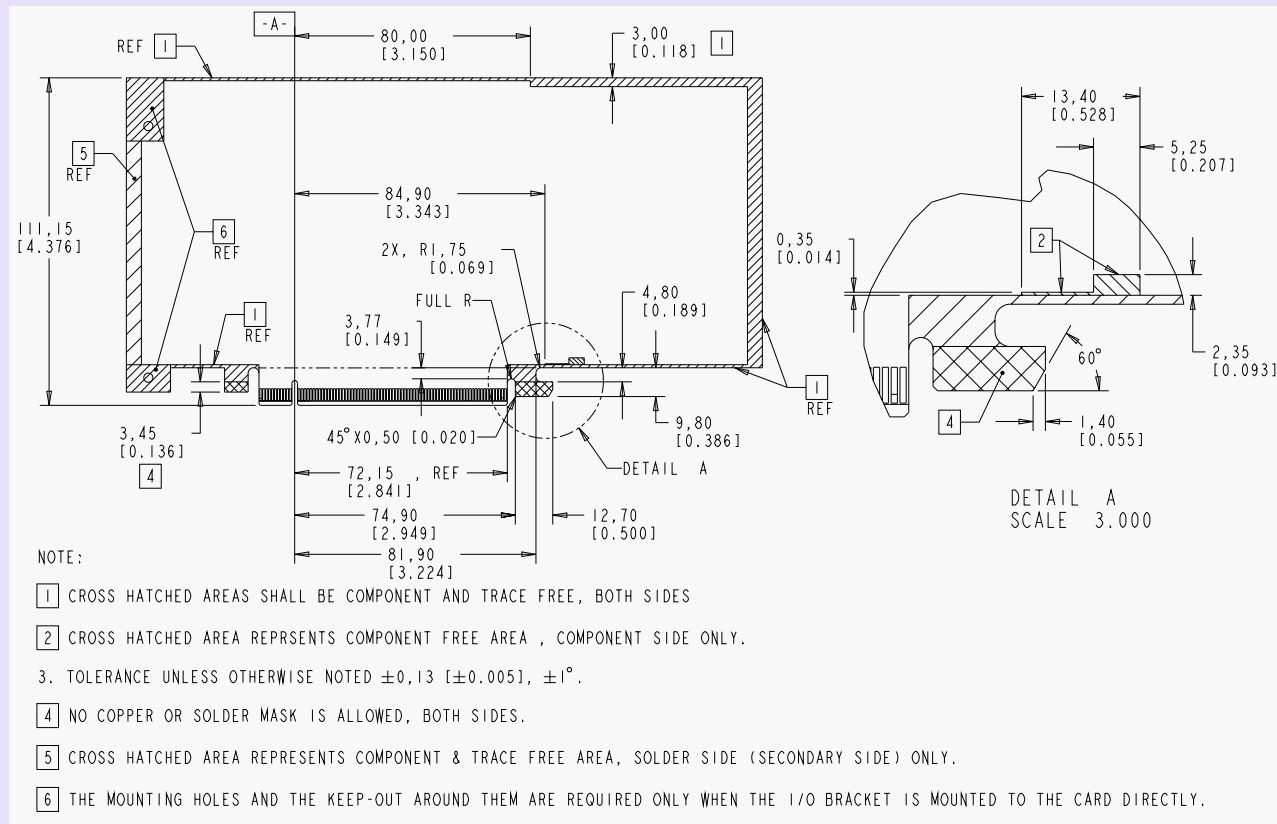 -A-
REF 1
80,00
[3.150]
3,00
[0.118]
1
13,40
[0.528]
5,25
[0.207]
5
REF
84,90
[3.343]
111,15
[4.376]
6
REF
2X, R1,75
[0.069]
2
0,35
[0.014]
FULL R
4,80
[0.189]
1
REF
3,77
[0.149]
60°
2,35
[0.093]
1
REF
3,45
[0.136]
4
45°X0,50 [0.020]
9,80
[0.386]
4
1,40
[0.055]
72,15 , REF
[2.841]
DETAIL A
74,90
[2.949]
12,70
[0.500]
DETAIL A
SCALE 3.000
81,90
[3.224]
NOTE:
1 CROSS HATCHED AREAS SHALL BE COMPONENT AND TRACE FREE, BOTH SIDES
2 CROSS HATCHED AREA REPRSENTS COMPONENT FREE AREA , COMPONENT SIDE ONLY.
3. TOLERANCE UNLESS OTHERWISE NOTED ±0,13 [±0.005], ±1°.
4 NO COPPER OR SOLDER MASK IS ALLOWED, BOTH SIDES.
5 CROSS HATCHED AREA REPRESENTS COMPONENT & TRACE FREE AREA, SOLDER SIDE (SECONDARY SIDE) ONLY.
6 THE MOUNTING HOLES AND THE KEEP-OUT AROUND THEM ARE REQUIRED ONLY WHEN THE I/O BRACKET IS MOUNTED TO THE CARD DIRECTLY.